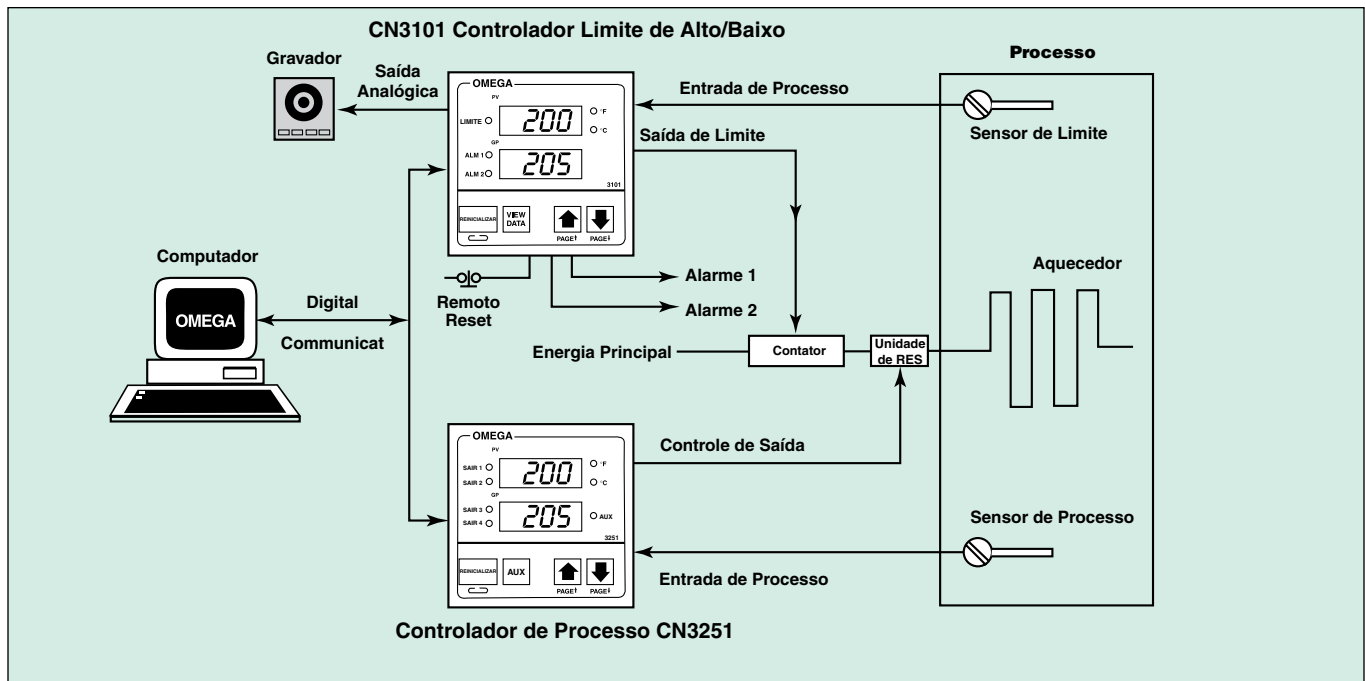 CN3101 Controlador Limite de Alto/Baixo
Gravador
Saída
Analógica
OMEGA
PV
LIMITE
200
°F
°C
GP
ALM 1
ALM 2
205
3101
REINICIALIZAR
VIEW
DATA
PAGE
PAGE
Entrada de Processo
Saída de Limite
Processo
Sensor de Limite
Computador
OMEGA
Digital
Communicat
Remoto
Reset
Alarme 1
Alarme 2
Aquecedor
Energia Principal
Contator
Unidade
de RES
OMEGA
PV
SAIR 1
SAIR 2
200
°F
°C
GP
SAIR 3
SAIR 4
205
AUX
3251
REINICIALIZAR
AUX
PAGE
PAGE
Controle de Saída
Entrada de Processo
Sensor de Processo
Controlador de Processo CN3251